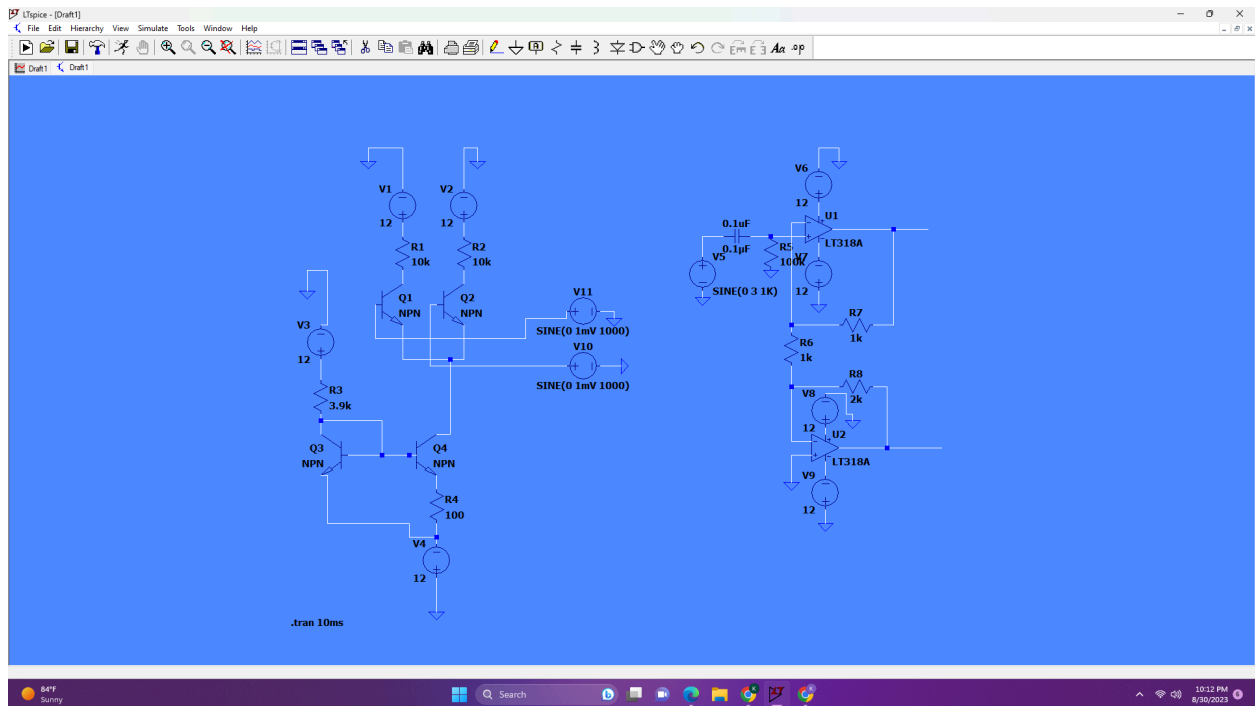 LTspice - [Draft1]
File Edit Hierarchy View Simulate Tools Window Help
Aa .op
Draft1 Draft1
V1
12
R1
10k
Q1
NPN
V2
12
R2
10k
Q2
NPN
V3
12
R3
3.9k
Q3
NPN
Q4
NPN
R4
100
V4
12
.tran 10ms
V11
SINE(0 1mV 1000)
V10
SINE(0 1mV 1000)
V6
12
U1
LT318A
0.1uF
0.1µF
V5
SINE(0 3 1K)
R5
100k
V7
12
R7
1k
R6
1k
R8
2k
V8
12
U2
LT318A
V9
12
84°F
Sunny
Search
10:12 PM
8/30/2023
6